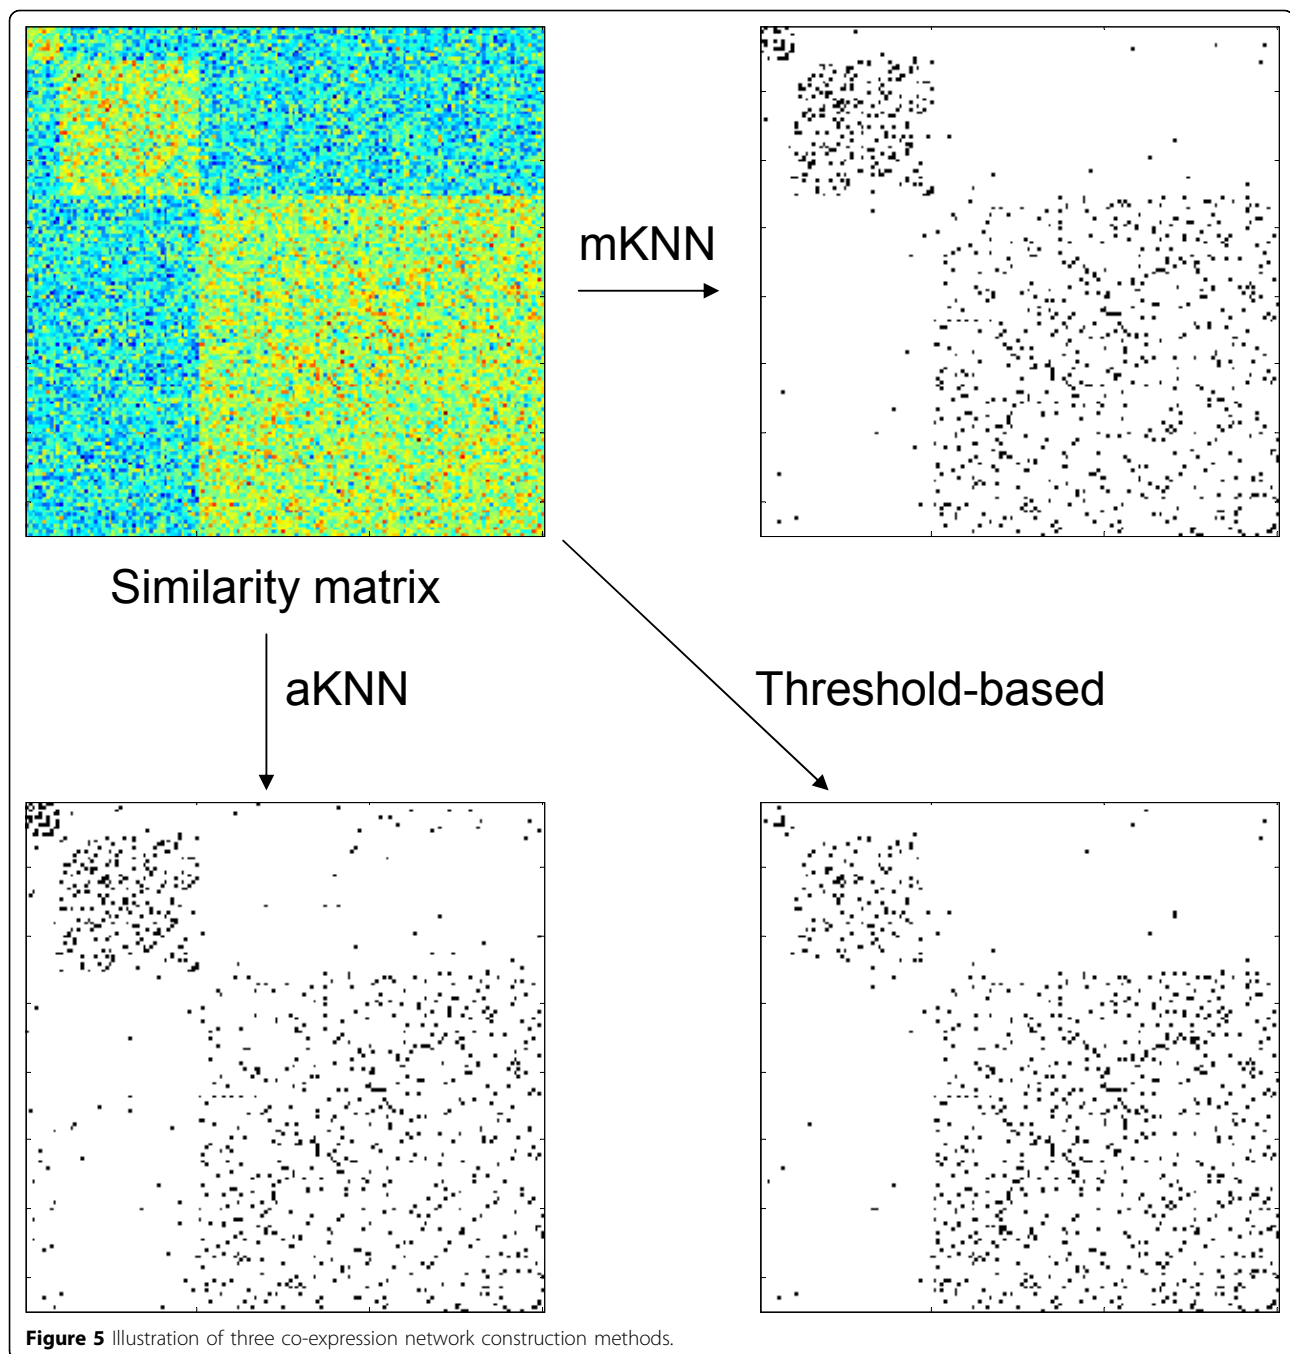 mKNN
Similarity matrix
aKNN
Threshold-based
Figure 5 Illustration of three co-expression network construction methods.